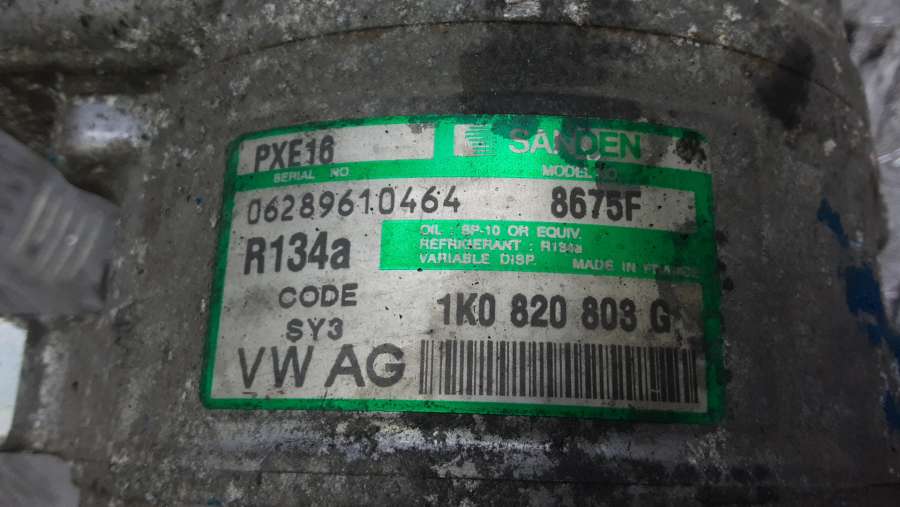 PXE16 SANDEN
SERIAL NO MODEL NO.
06289610464 8675F
R134a
OIL : SP-10 OR EQUIV.
REFRIGERANT : R134a
VARIABLE DISP. MADE IN FRANCE
CODE
SY3
1K0 820 803 G
VW AG